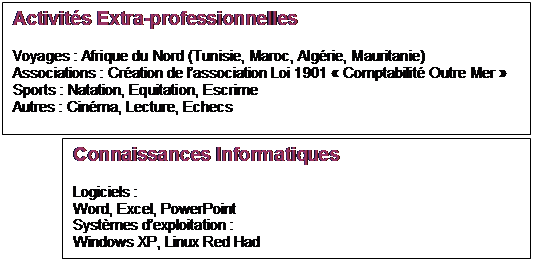 Activités Extra-professionnelles
Voyages : Afrique du Nord (Tunisie, Maroc, Algérie, Mauritanie)
Associations : Création de l'association Loi 1901 « Comptabilité Outre Mer »
Sports : Natation, Equitation, Escrime
Autres : Cinéma, Lecture, Echecs
Connaissances Informatiques
Logiciels :
Word, Excel, PowerPoint
Systèmes d'exploitation :
Windows XP, Linux Red Had